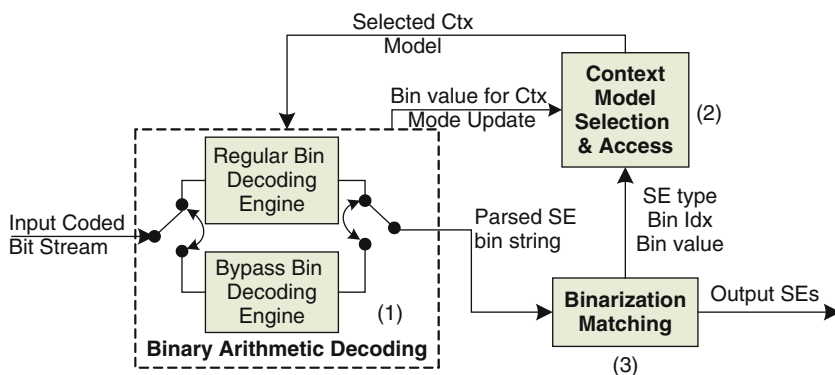 Selected Ctx
Model
Bin value for Ctx
Mode Update
Context
Model
Selection
& Access
(2)
Regular Bin
Decoding
Engine
Input Coded
Bit Stream
Bypass Bin
Decoding
Engine
(1)
Binary Arithmetic Decoding
Parsed SE
bin string
SE type
Bin Idx
Bin value
Binarization
Matching
(3)
Output SEs